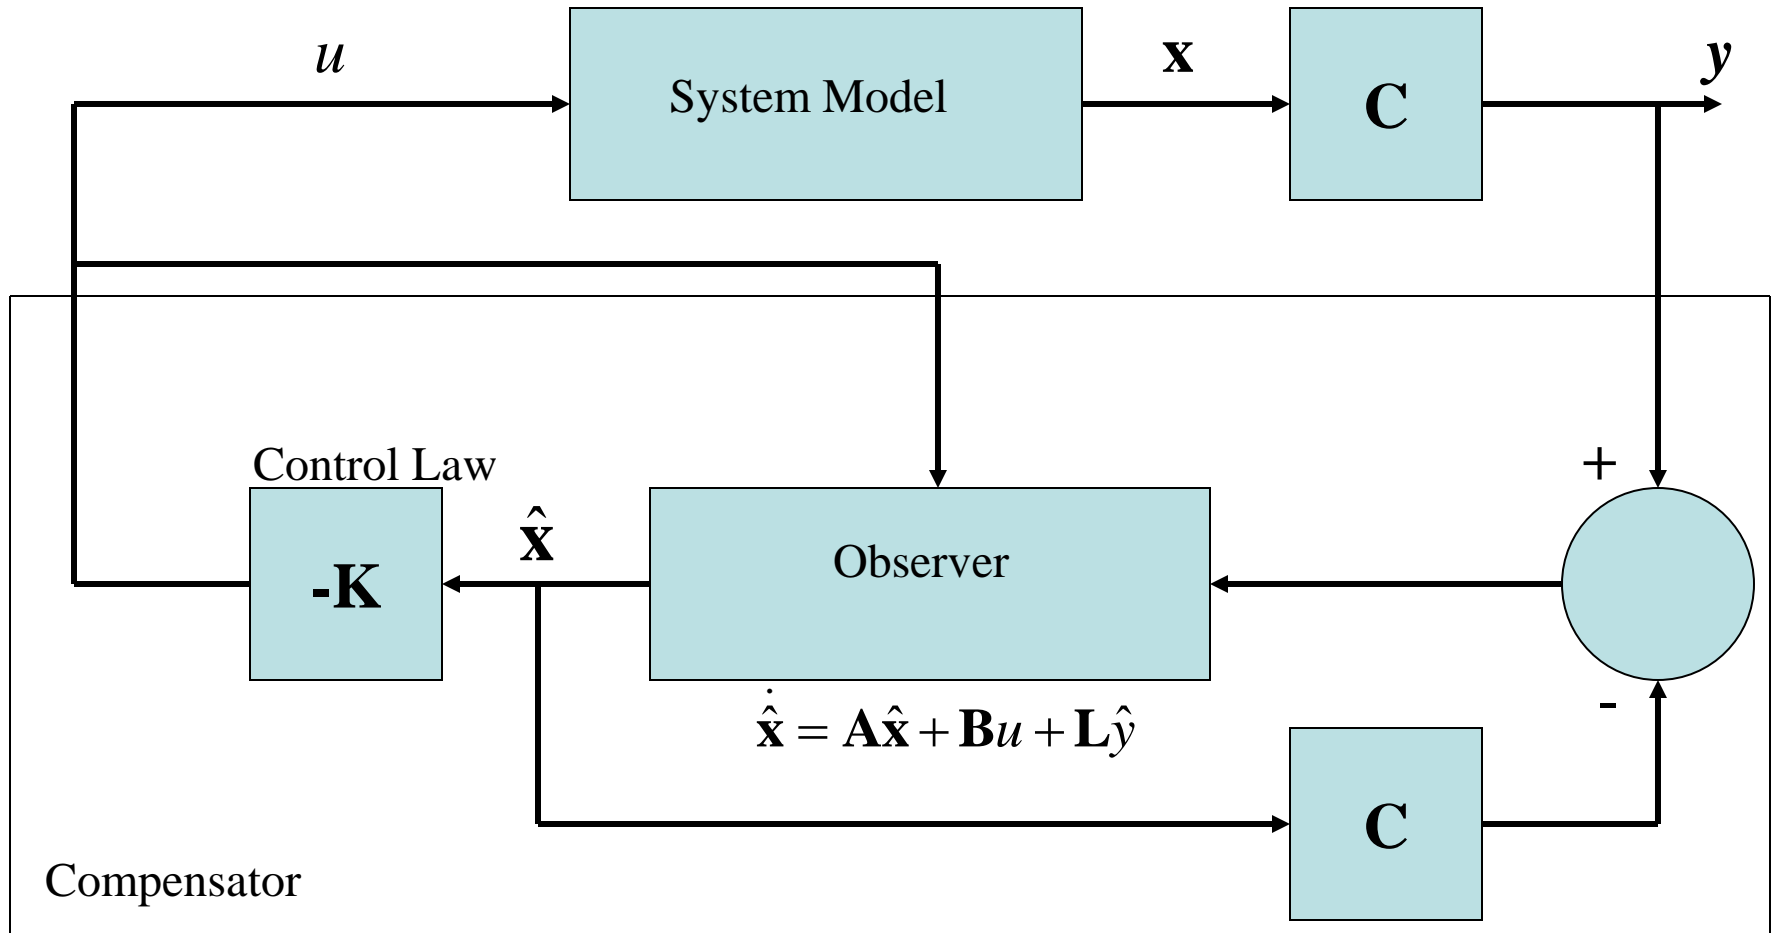 u
System Model
x
C
y
Control Law
-K
x̂
Observer
+
-
x̂̇ = Ax̂ + Bu + Lŷ
C
Compensator